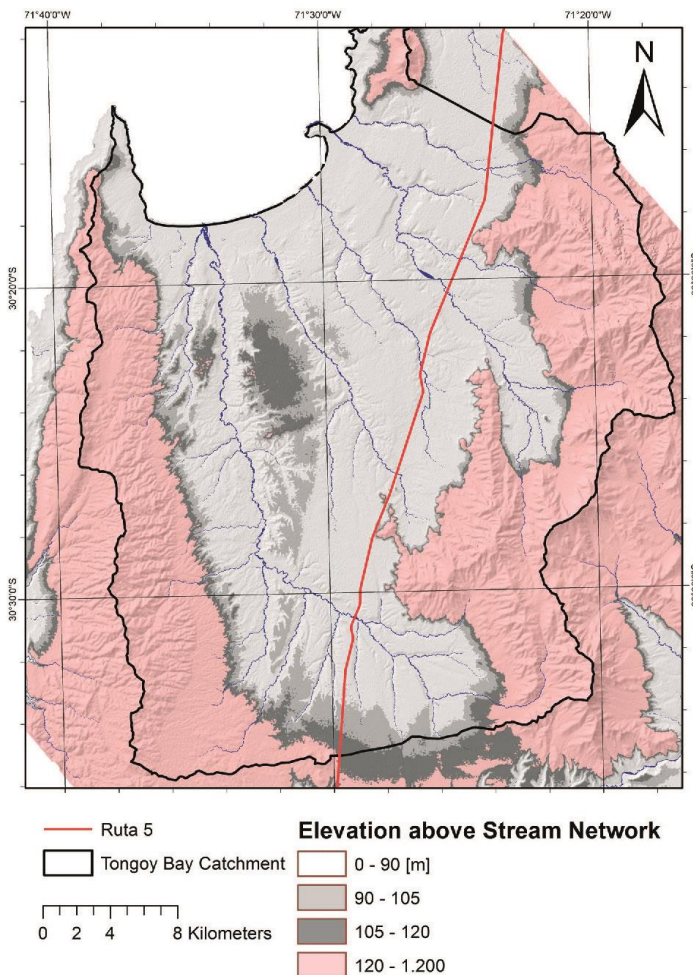 71°40'0"W 71°30'0"W 71°20'0"W
N
30°20'0"S
30°30'0"S 
Ruta 5
Tongoy Bay Catchment
0 2 4 8 Kilometers
Elevation above Stream Network
0 - 90 [m]
90 - 105
105 - 120
120 - 1.200